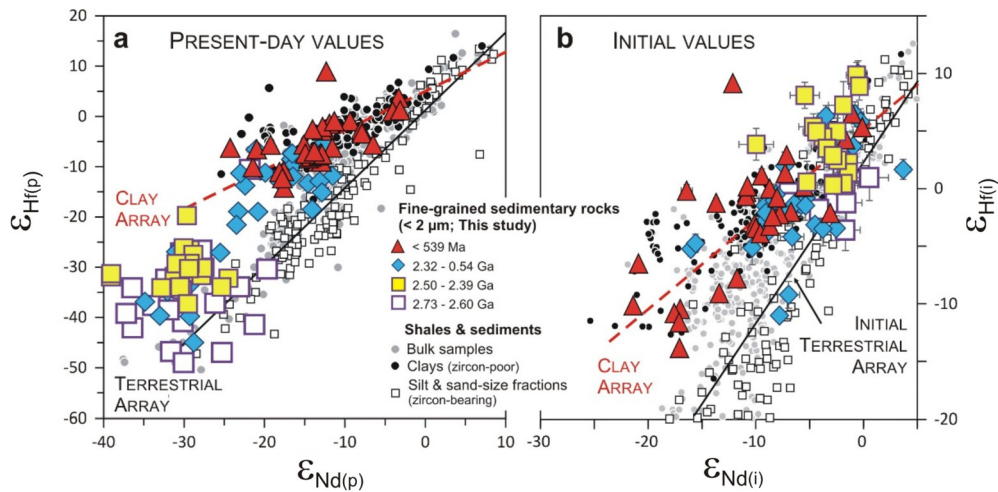 a PRESENT-DAY VALUES
20
10
0
-10
-20
-30
-40
-50
-60
εHf(p)
CLAY
ARRAY
TERRESTRIAL
ARRAY
Fine-grained sedimentary rocks
(< 2 µm; This study)
< 539 Ma
2.32 - 0.54 Ga
2.50 - 2.39 Ga
2.73 - 2.60 Ga
Shales & sediments
Bulk samples
Clays (zircon-poor)
Silt & sand-size fractions
(zircon-bearing)
-40 -30 -20 -10 0 10
εNd(p)
b INITIAL VALUES
10
0
-10
-20
εHf(i)
CLAY
ARRAY
INITIAL
TERRESTRIAL
ARRAY
-30 -20 -10 0
εNd(i)